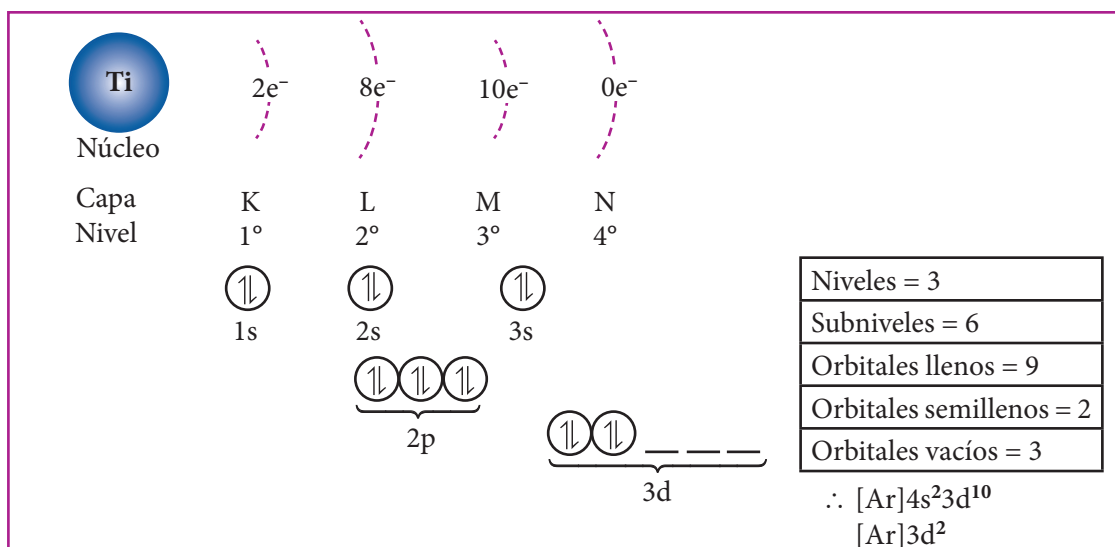 Ti
2e⁻ 8e⁻ 10e⁻ 0e⁻
Núcleo
Capa K L M N
Nivel 1° 2° 3° 4°
1s 2s 3s
2p
3d
Niveles = 3
Subniveles = 6
Orbitales llenos = 9
Orbitales semillenos = 2
Orbitales vacíos = 3
∴ [Ar]4s²3d¹⁰
[Ar]3d²